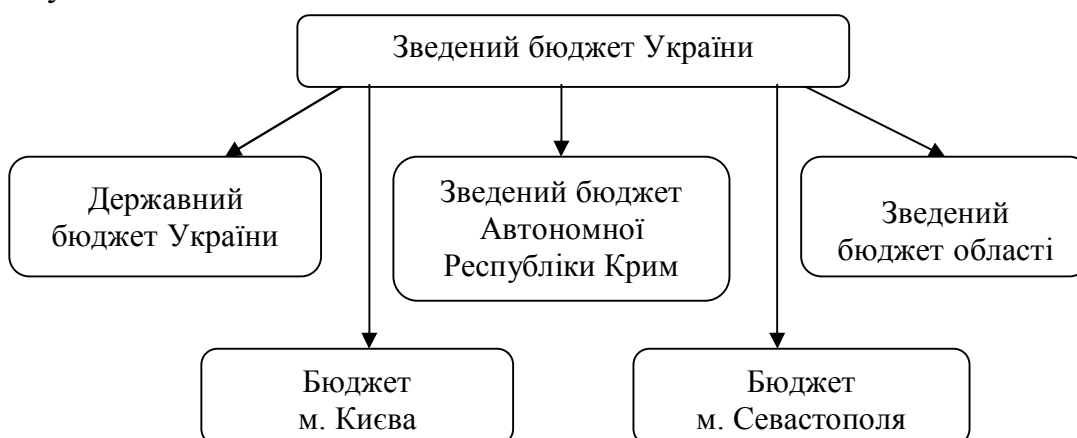 Зведений бюджет України
Державний
бюджет України
Зведений бюджет
Автономної
Республіки Крим
Зведений
бюджет області
Бюджет
м. Києва
Бюджет
м. Севастополя